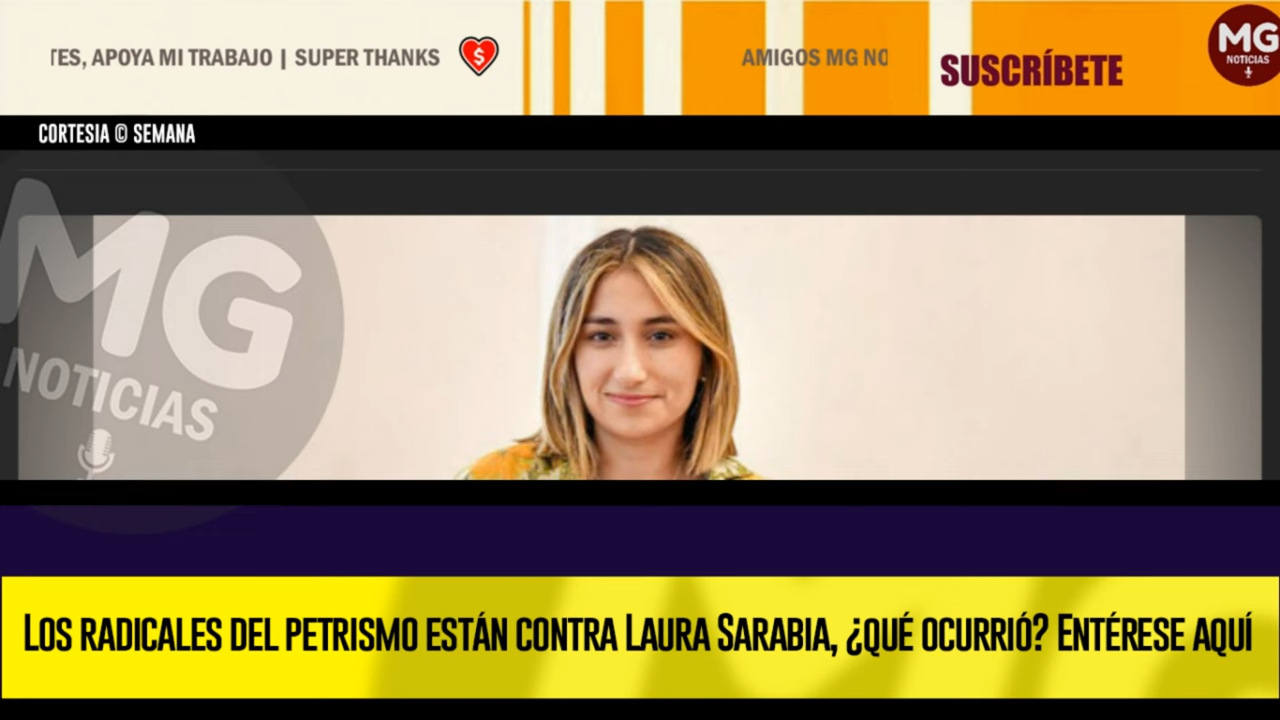 TES, APOYA MI TRABAJO | SUPER THANKS
AMIGOS MG NO
SUSCRÍBETE
MG
NOTICIAS
CORTESIA © SEMANA
MG
NOTICIAS
LOS RADICALES DEL PETRISMO ESTÁN CONTRA LAURA SARABIA, ¿QUÉ OCURRIÓ? ENTÉRESE AQUÍ